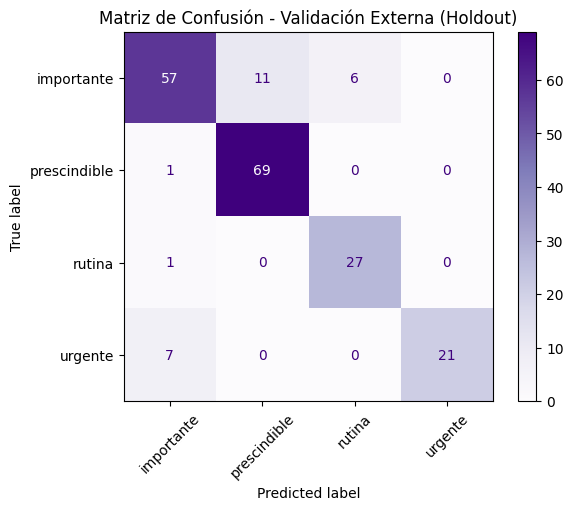 Matriz de Confusión - Validación Externa (Holdout)
True label
importante 57 11 6 0
prescindible 1 69 0 0
rutina 1 0 27 0
urgente 7 0 0 21
importante prescindible rutina urgente
Predicted label
60
50
40
30
20
10
0